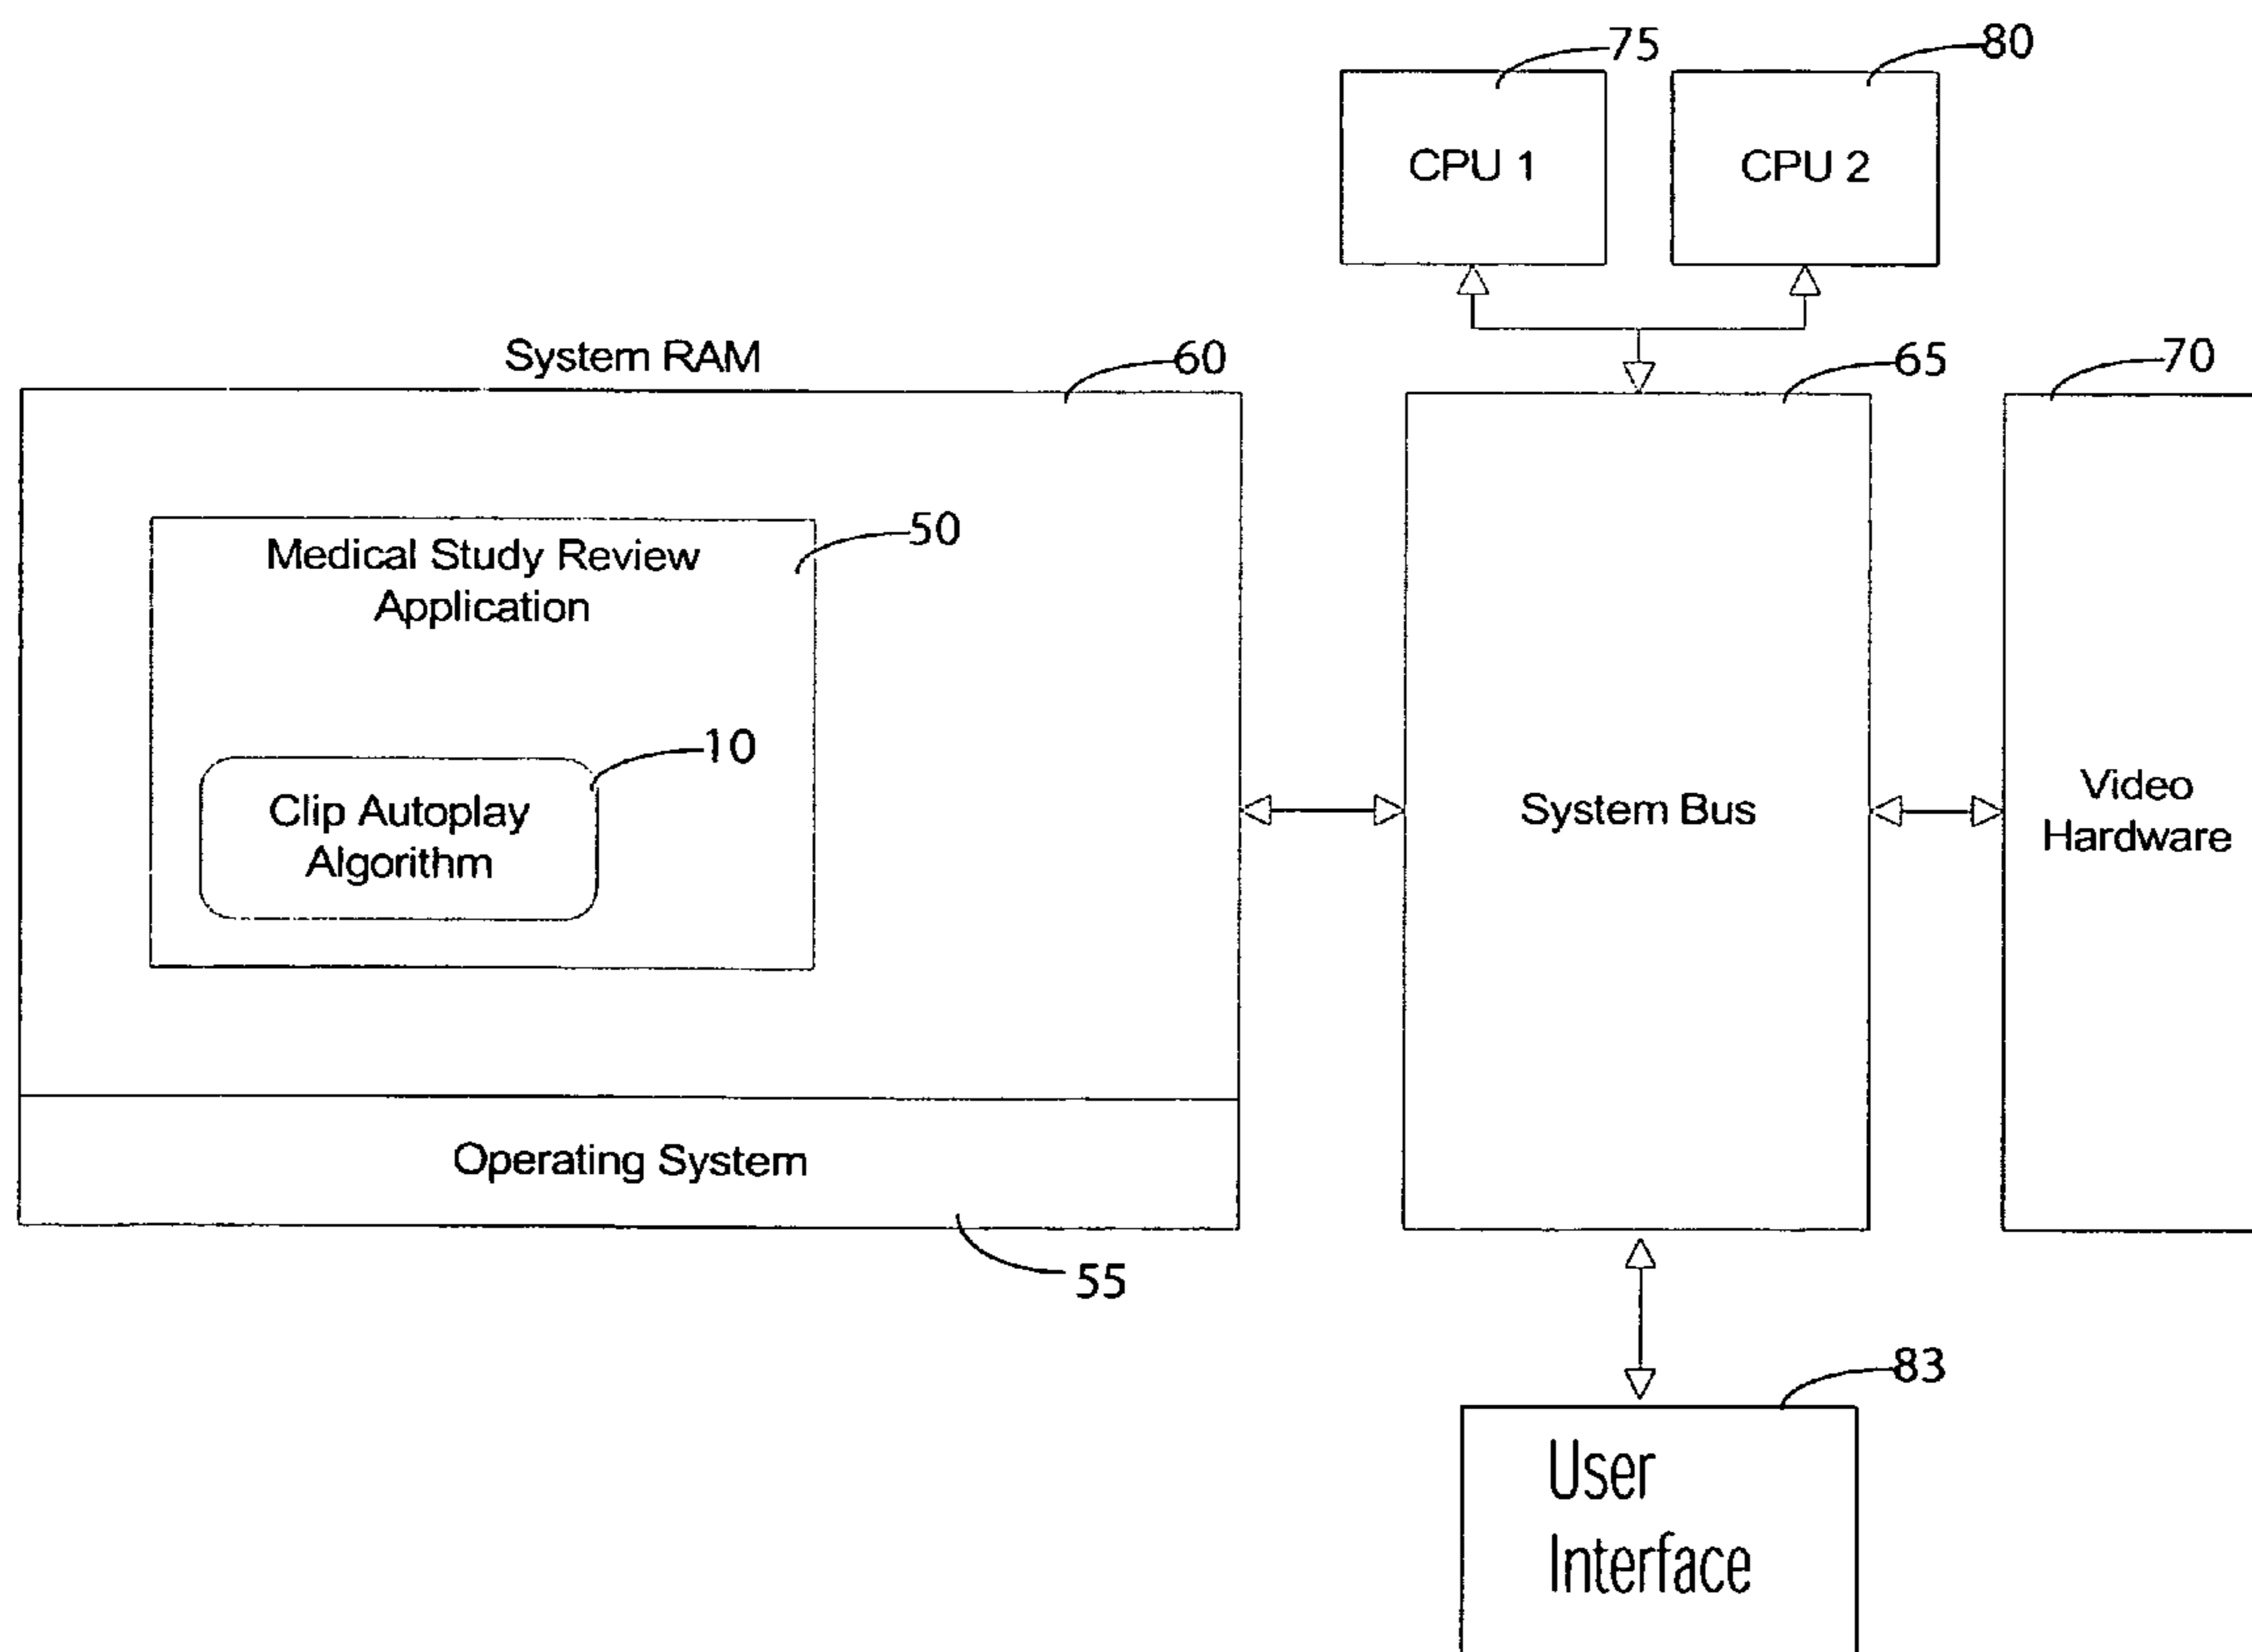 75
80
CPU 1
CPU 2
System RAM
60
65
70
50
Medical Study Review
Application
10
Clip Autoplay
Algorithm
System Bus
Video
Hardware
Operating System
55
83
User
Interface